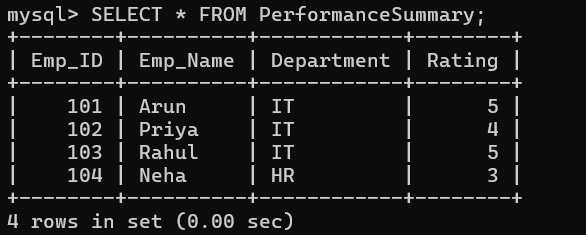 mysql> SELECT * FROM PerformanceSummary;
+--------+----------+------------+--------+
| Emp_ID | Emp_Name | Department | Rating |
+--------+----------+------------+--------+
|    101 | Arun     | IT         |      5 |
|    102 | Priya    | IT         |      4 |
|    103 | Rahul    | IT         |      5 |
|    104 | Neha     | HR         |      3 |
+--------+----------+------------+--------+
4 rows in set (0.00 sec)